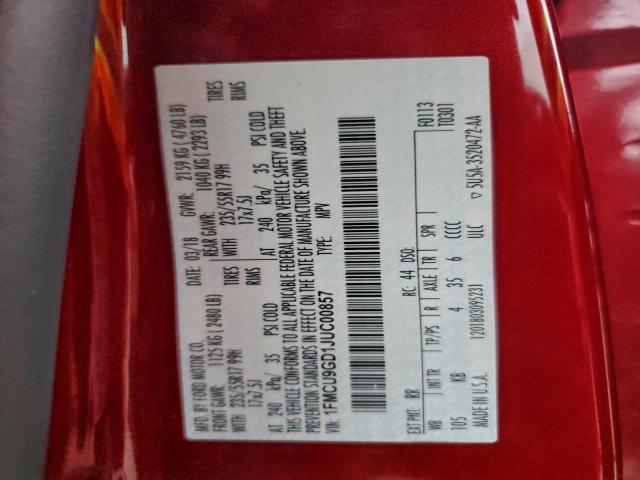 MFD. BY FORD MOTOR CO.
DATE: 03/18 GVWR: 2159 KG ( 4760 LB)
FRONT GAWR: 1125 KG ( 2480 LB) REAR GAWR: 1040 KG ( 2293 LB)
235/55R17 99H TIRES WITH 235/55R17 99H TIRES
17x7.5J RIMS 17x7.5J RIMS
AT 240 kPa/ 35 PSI COLD AT 240 kPa/ 35 PSI COLD
THIS VEHICLE CONFORMS TO ALL APPLICABLE FEDERAL MOTOR VEHICLE SAFETY AND THEFT
PREVENTION STANDARDS IN EFFECT ON THE DATE OF MANUFACTURE SHOWN ABOVE.
VIN: 1FMCU9GD1JUC00857 TYPE: MPV
F0113
EXT PNT: RR RC: 44 DSO: T0301
WB INT TR TP/PS R AXLE TR SPR
105 KB 4 35 6 CCCC
MADE IN U.S.A. 120180309523I ULC
5U5A-3520472-AA